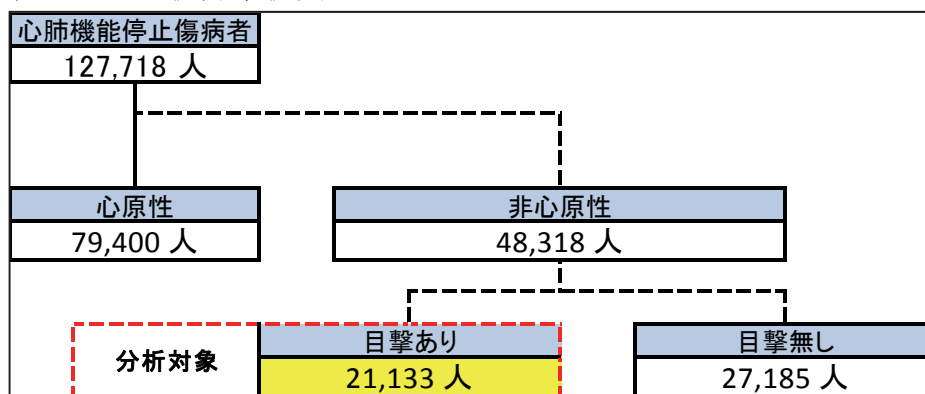 心肺機能停止傷病者
127,718 人
心原性
79,400 人
非心原性
48,318 人
分析対象
目撃あり
21,133 人
目撃無し
27,185 人